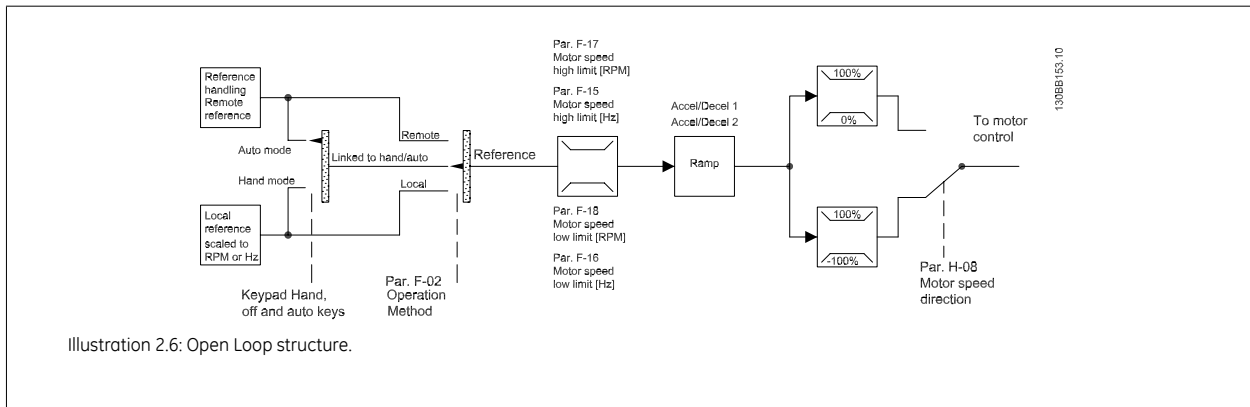 Reference
handling
Remote
reference
Auto mode
Hand mode
Local
reference
scaled to
RPM or Hz
Keypad Hand,
off and auto keys
Linked to hand/auto
Remote
Local
Par. F-02
Operation
Method
Reference
Par. F-17
Motor speed
high limit [RPM]
Par. F-15
Motor speed
high limit [Hz]
Par. F-18
Motor speed
low limit [RPM]
Par. F-16
Motor speed
low limit [Hz]
Accel/Decel 1
Accel/Decel 2
Ramp
100%
0%
100%
-100%
To motor
control
Par. H-08
Motor speed
direction
130BB153.10
Illustration 2.6: Open Loop structure.